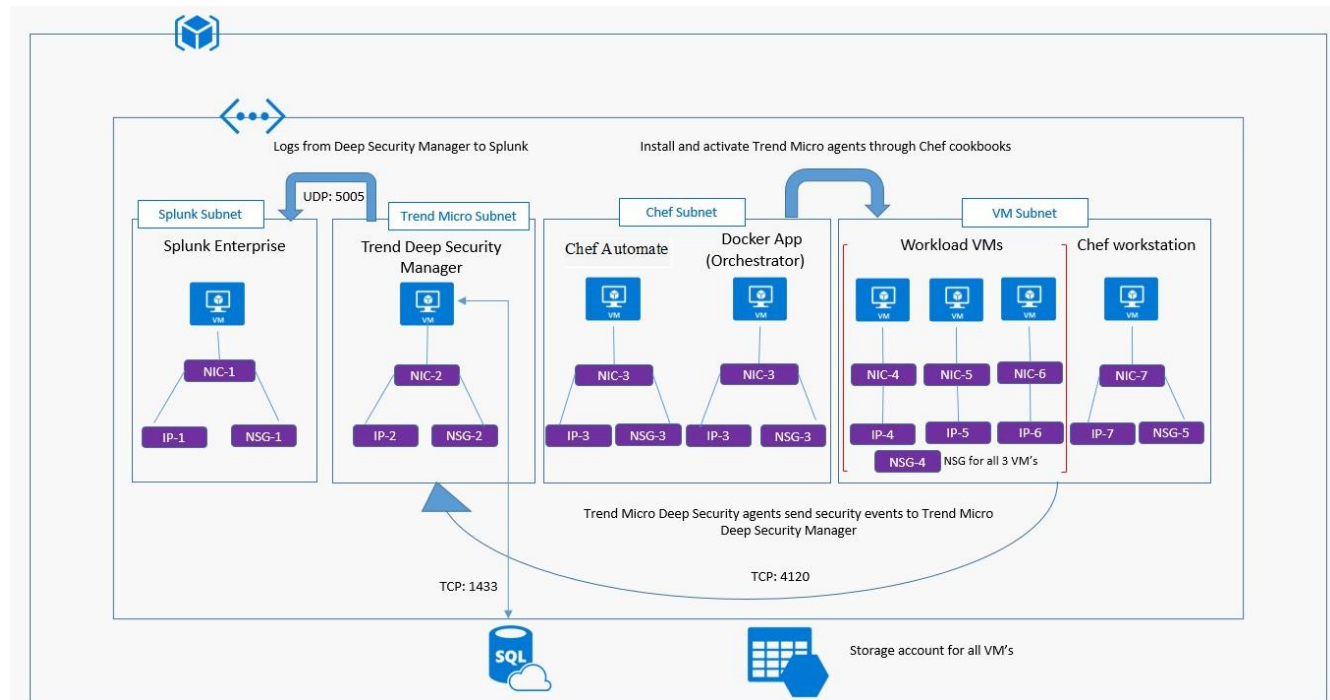 Logs from Deep Security Manager to Splunk
Install and activate Trend Micro agents through Chef cookbooks
UDP: 5005
Splunk Subnet
Trend Micro Subnet
Chef Subnet
VM Subnet
Splunk Enterprise
Trend Deep Security
Manager
Chef Automate
Docker App
(Orchestrator)
Workload VMs
Chef workstation
VM
VM
VM
VM
VM
VM
VM
VM
NIC-1
NIC-2
NIC-3
NIC-3
NIC-4
NIC-5
NIC-6
NIC-7
IP-1
NSG-1
IP-2
NSG-2
IP-3
NSG-3
IP-3
NSG-3
IP-4
IP-5
IP-6
IP-7
NSG-5
NSG-4
NSG for all 3 VM's
Trend Micro Deep Security agents send security events to Trend Micro
Deep Security Manager
TCP: 1433
TCP: 4120
SQL
Storage account for all VM's